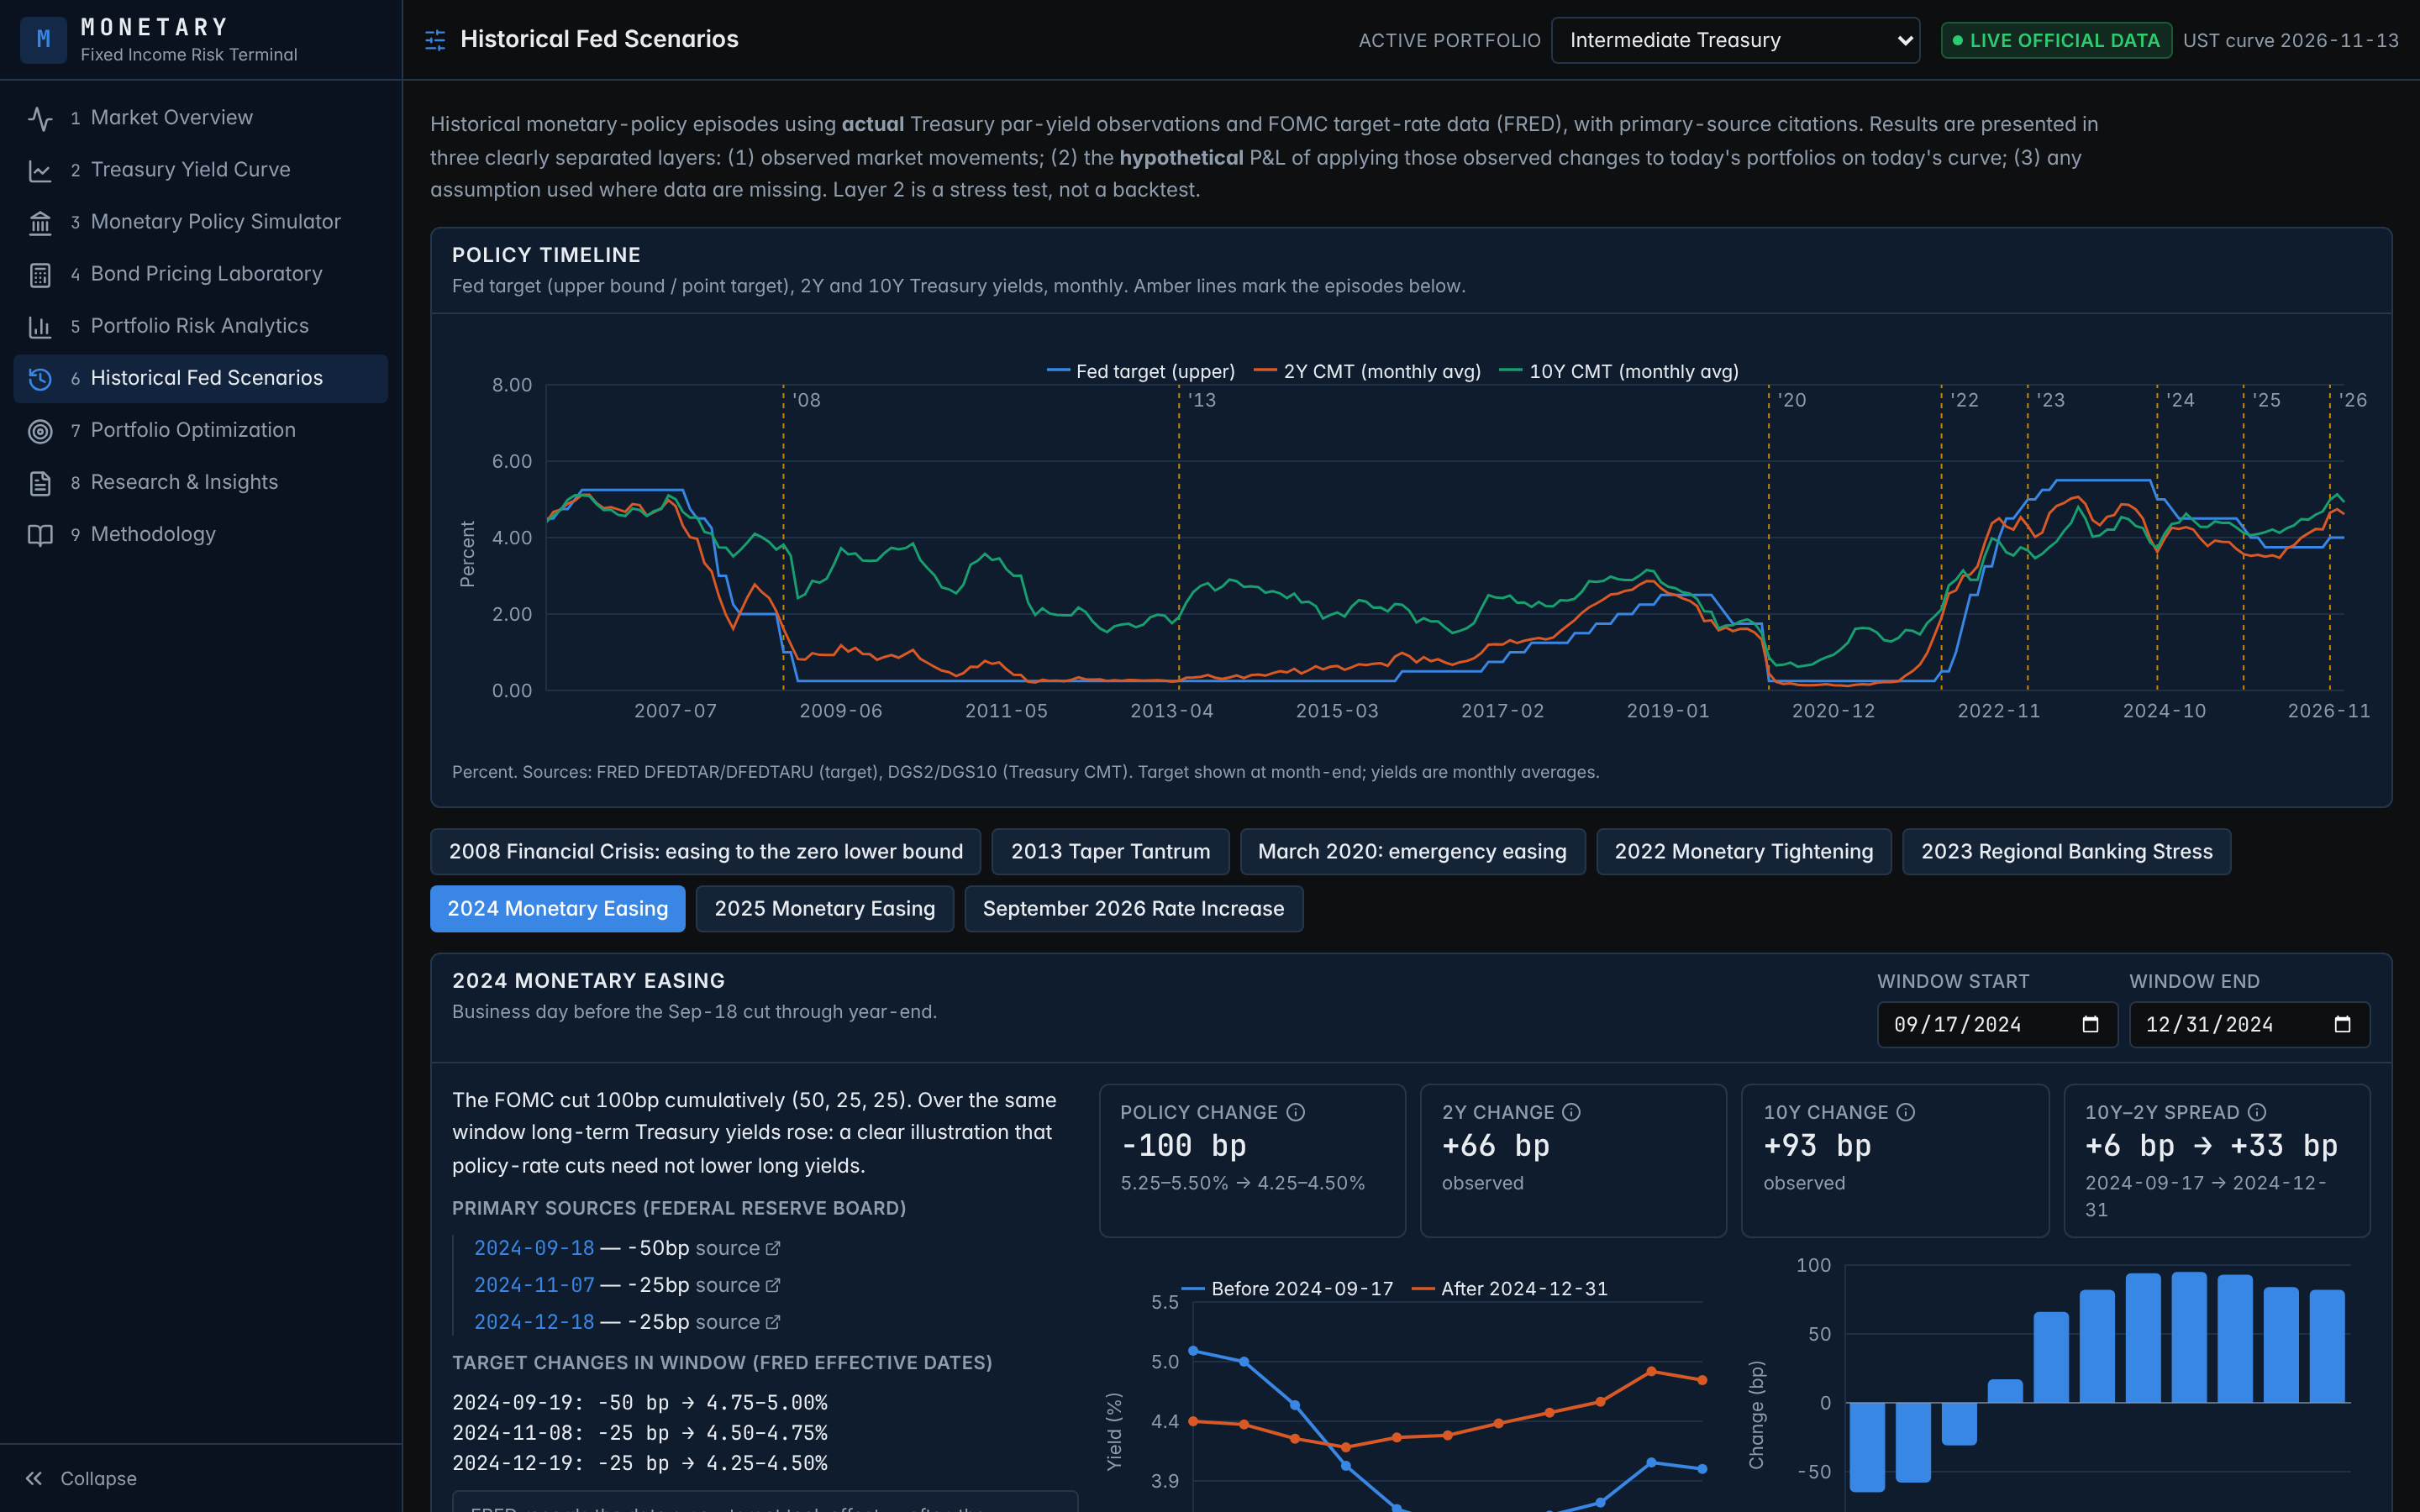 M
MONETARY
Fixed Income Risk Terminal
Historical Fed Scenarios
ACTIVE PORTFOLIO
Intermediate Treasury
LIVE OFFICIAL DATA
UST curve 2026-11-13
1 Market Overview
2 Treasury Yield Curve
3 Monetary Policy Simulator
4 Bond Pricing Laboratory
5 Portfolio Risk Analytics
6 Historical Fed Scenarios
7 Portfolio Optimization
8 Research & Insights
9 Methodology
Collapse
Historical monetary-policy episodes using actual Treasury par-yield observations and FOMC target-rate data (FRED), with primary-source citations. Results are presented in
three clearly separated layers: (1) observed market movements; (2) the hypothetical P&L of applying those observed changes to today's portfolios on today's curve; (3) any
assumption used where data are missing. Layer 2 is a stress test, not a backtest.
POLICY TIMELINE
Fed target (upper bound / point target), 2Y and 10Y Treasury yields, monthly. Amber lines mark the episodes below.
Fed target (upper) 2Y CMT (monthly avg) 10Y CMT (monthly avg)
8.00
6.00
4.00
2.00
0.00
Percent
'08 '13 '20 '22 '23 '24 '25 '26
2007-07 2009-06 2011-05 2013-04 2015-03 2017-02 2019-01 2020-12 2022-11 2024-10 2026-11
Percent. Sources: FRED DFEDTAR/DFEDTARU (target), DGS2/DGS10 (Treasury CMT). Target shown at month-end; yields are monthly averages.
2008 Financial Crisis: easing to the zero lower bound
2013 Taper Tantrum
March 2020: emergency easing
2022 Monetary Tightening
2023 Regional Banking Stress
2024 Monetary Easing
2025 Monetary Easing
September 2026 Rate Increase
2024 MONETARY EASING
Business day before the Sep-18 cut through year-end.
WINDOW START
09/17/2024
WINDOW END
12/31/2024
The FOMC cut 100bp cumulatively (50, 25, 25). Over the same
window long-term Treasury yields rose: a clear illustration that
policy-rate cuts need not lower long yields.
PRIMARY SOURCES (FEDERAL RESERVE BOARD)
2024-09-18 — -50bp source
2024-11-07 — -25bp source
2024-12-18 — -25bp source
TARGET CHANGES IN WINDOW (FRED EFFECTIVE DATES)
2024-09-19: -50 bp → 4.75–5.00%
2024-11-08: -25 bp → 4.50–4.75%
2024-12-19: -25 bp → 4.25–4.50%
POLICY CHANGE
-100 bp
5.25–5.50% → 4.25–4.50%
2Y CHANGE
+66 bp
observed
10Y CHANGE
+93 bp
observed
10Y–2Y SPREAD
+6 bp → +33 bp
2024-09-17 → 2024-12-
31
Before 2024-09-17 After 2024-12-31
5.5
5.0
4.4
3.9
Yield (%)
100
50
0
-50
Change (bp)